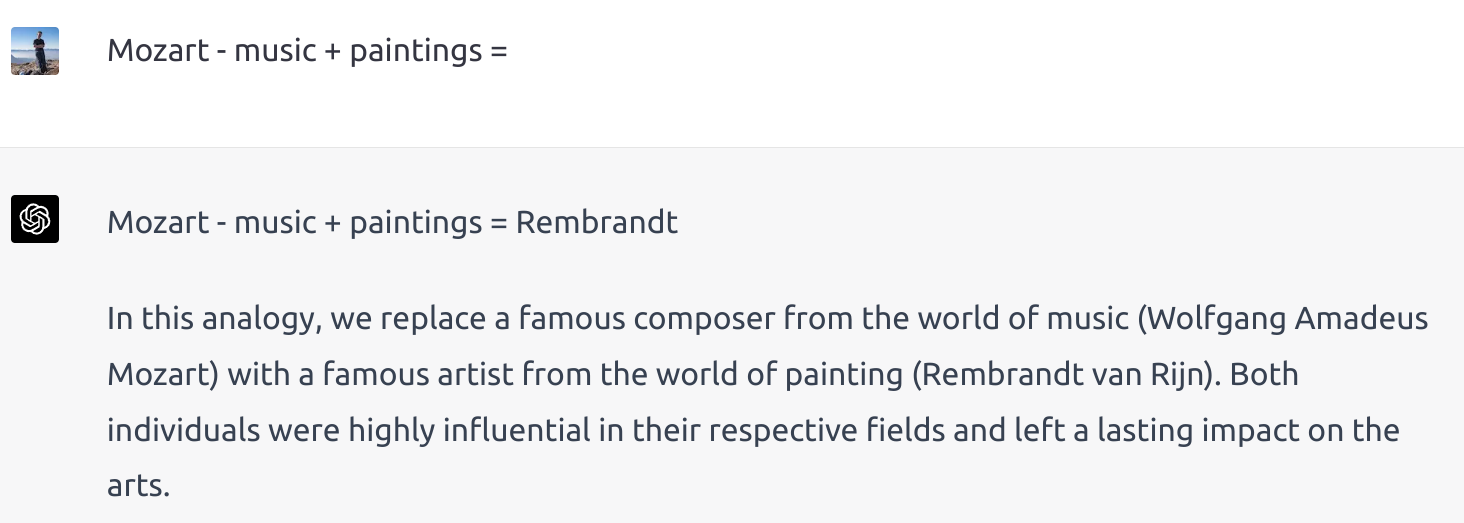 Mozart - music + paintings =
Mozart - music + paintings = Rembrandt
In this analogy, we replace a famous composer from the world of music (Wolfgang Amadeus
Mozart) with a famous artist from the world of painting (Rembrandt van Rijn). Both
individuals were highly influential in their respective fields and left a lasting impact on the
arts.